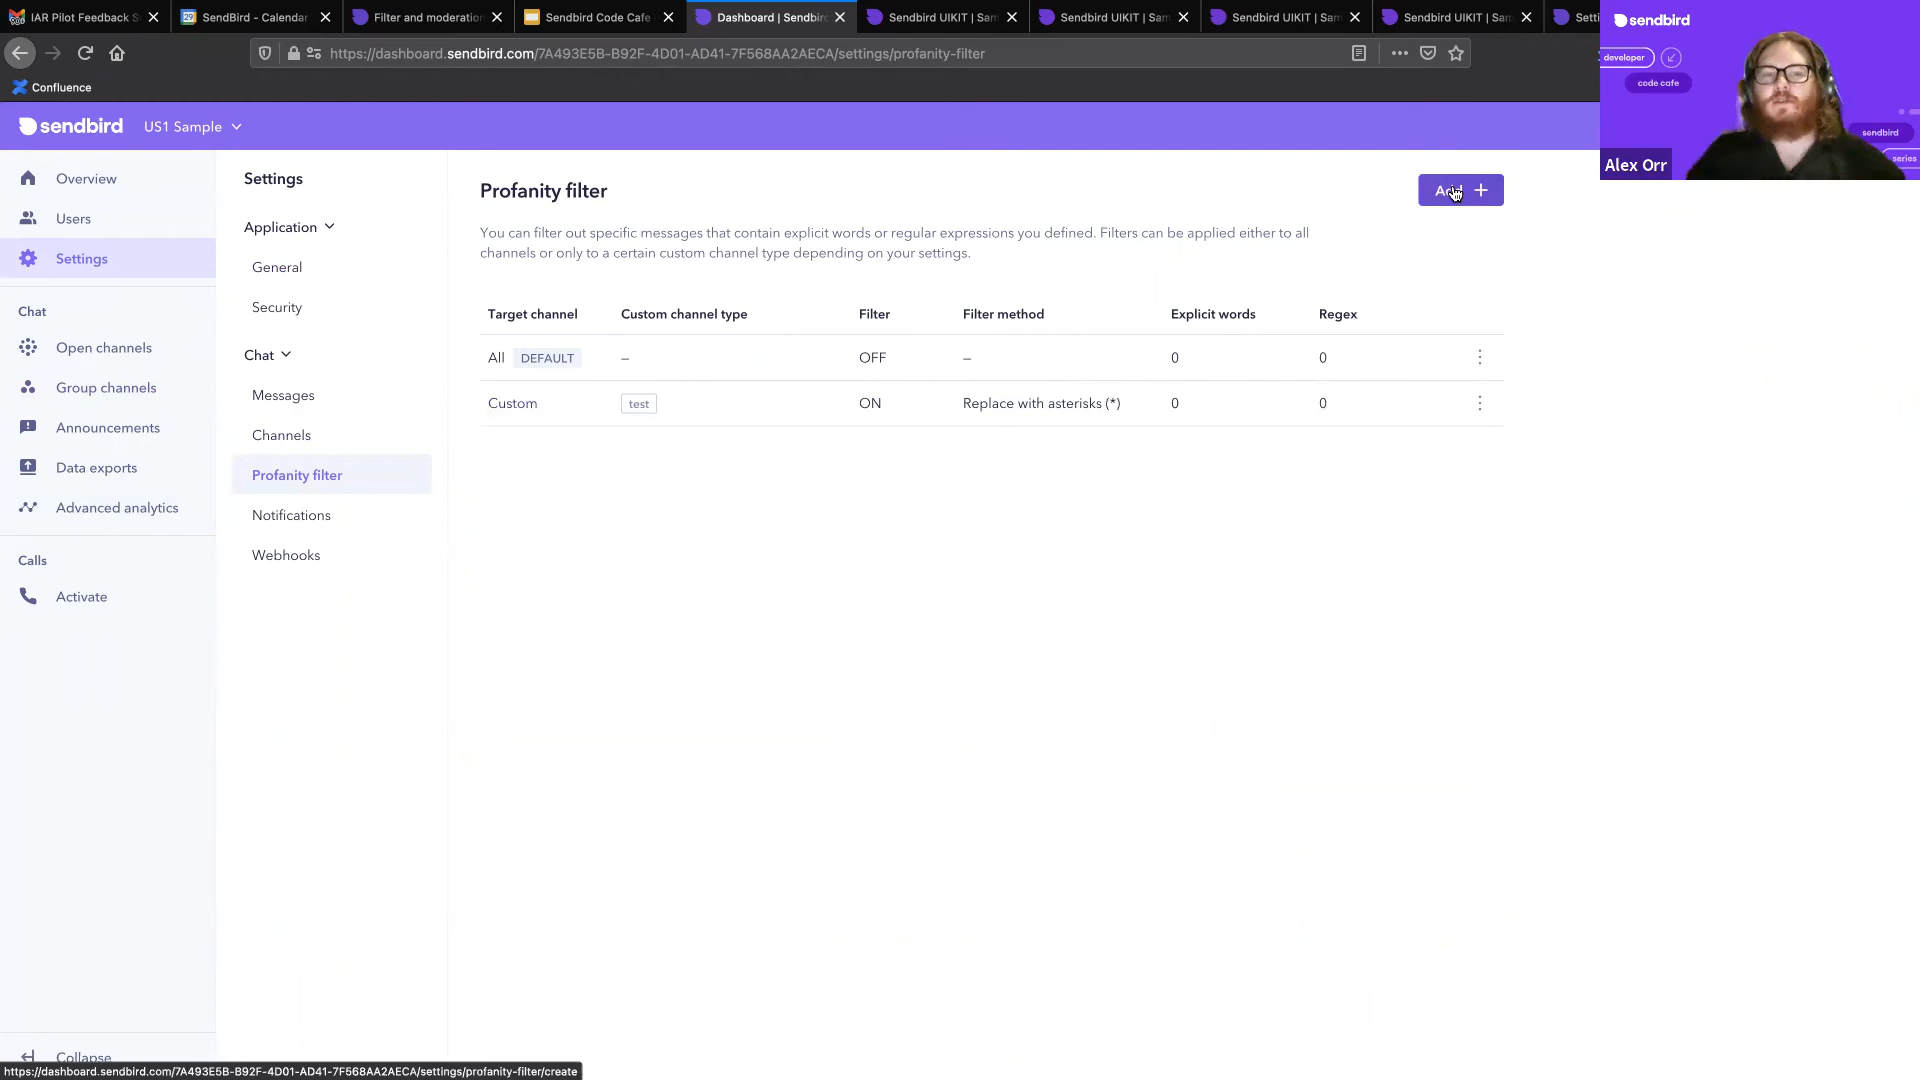 IAR Pilot Feedback S
SendBird - Calendar
Filter and moderation
Sendbird Code Cafe
Dashboard | Sendbird
Sendbird UIKIT | Sam
Sendbird UIKIT | Sam
Sendbird UIKIT | Sam
Sendbird UIKIT | Sam
Setti
https://dashboard.sendbird.com/7A493E5B-B92F-4D01-AD41-7F568AA2AECA/settings/profanity-filter
Confluence
sendbird
developer
code cafe
sendbird
series
Alex Orr
sendbird US1 Sample
Overview
Users
Settings
Chat
Open channels
Group channels
Announcements
Data exports
Advanced analytics
Calls
Activate
Collapse
Settings
Application
General
Security
Chat
Messages
Channels
Profanity filter
Notifications
Webhooks
Profanity filter
Add +
You can filter out specific messages that contain explicit words or regular expressions you defined. Filters can be applied either to all
channels or only to a certain custom channel type depending on your settings.
Target channel Custom channel type Filter Filter method Explicit words Regex
All DEFAULT – OFF – 0 0
Custom test ON Replace with asterisks (*) 0 0
https://dashboard.sendbird.com/7A493E5B-B92F-4D01-AD41-7F568AA2AECA/settings/profanity-filter/create